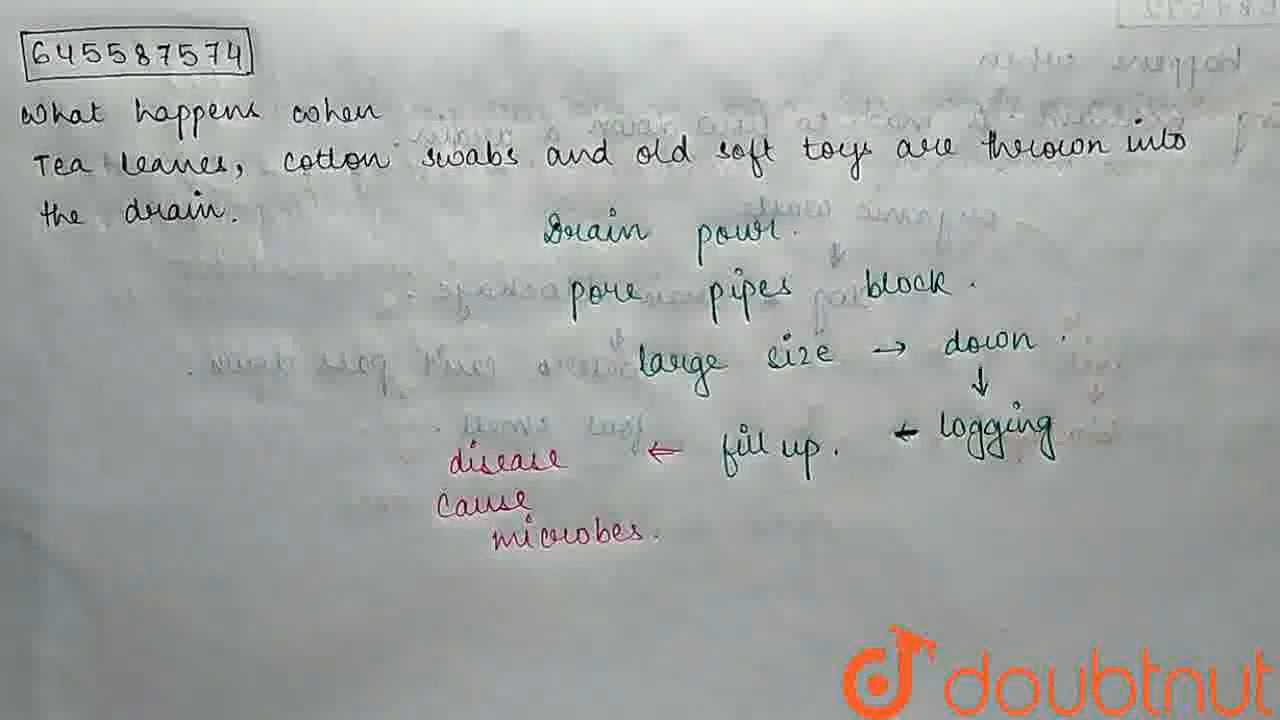 645587574
What happens when
Tea leaves, cotton swabs and old soft toys are thrown into
the drain.
Drain pour.
pore pipes block.
large size → down.
↓
disease ← fill up. ← logging
cause
microbes.
doubtnut